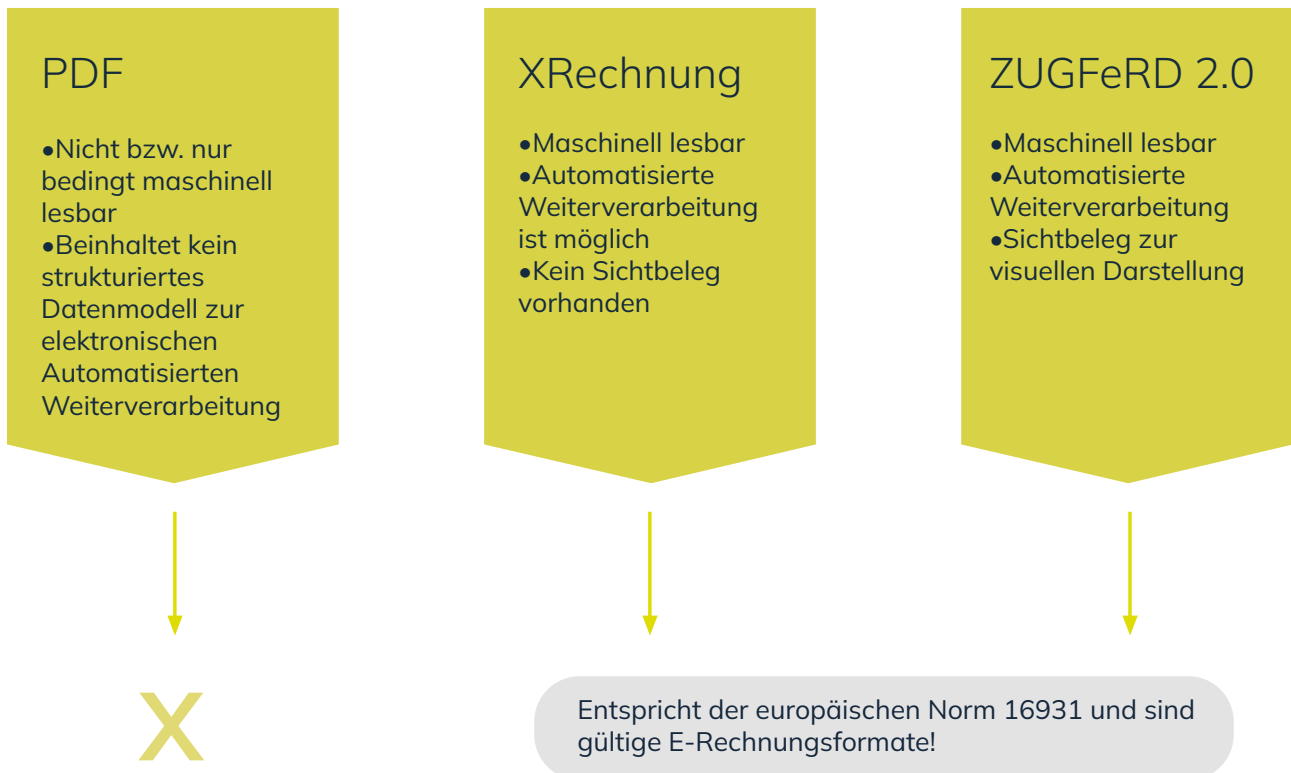 PDF
•Nicht bzw. nur
bedingt maschinell
lesbar
•Beinhaltet kein
strukturiertes
Datenmodell zur
elektronischen
Automatisierten
Weiterverarbeitung
XRechnung
•Maschinell lesbar
•Automatisierte
Weiterverarbeitung
ist möglich
•Kein Sichtbeleg
vorhanden
ZUGFeRD 2.0
•Maschinell lesbar
•Automatisierte
Weiterverarbeitung
•Sichtbeleg zur
visuellen Darstellung
X
Entspricht der europäischen Norm 16931 und sind
gültige E-Rechnungsformate!